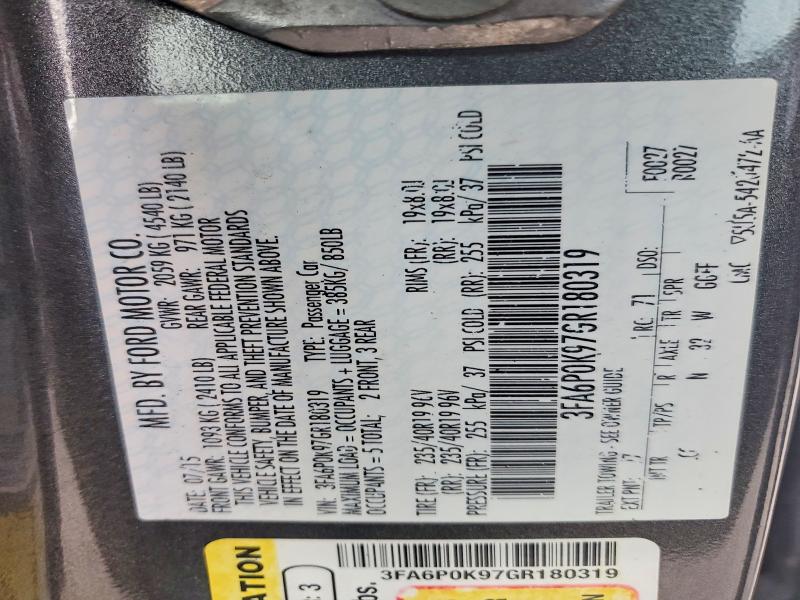 MFD. BY FORD MOTOR CO.
DATE 07/15 GVWR 2059 KG ( 4540 LB)
FRONT GAWR: 1093 KG ( 2410 LB) REAR GAWR: 971 KG ( 2140 LB)
THIS VEHICLE CONFORMS TO ALL APPLICABLE FEDERAL MOTOR
VEHICLE SAFETY, BUMPER, AND THEFT PREVENTION STANDARDS
IN EFFECT ON THE DATE OF MANUFACTURE SHOWN ABOVE.
VIN: 3FA6P0K97GR180319 TYPE: Passenger Car
MAXIMUM LOAD = OCCUPANTS + LUGGAGE = 385KG/ 850LB
OCCUPANTS = 5 TOTAL; 2 FRONT, 3 REAR
TIRE (FR): 235/40R19 96V RIMS (FR): 19x8.0J
(RR): 235/40R19 96V (RR): 19x8.0J
PRESSURE (FR): 255 kPa/ 37 PSI COLD (RR): 255 kPa/ 37 PSI COLD
3FA6P0K97GR180319
TRAILER TOWING - SEE OWNER GUIDE F0027
EXT PNT: J7 RC: 71 DSO: R0027
INT TR TP/PS R AXLE TR SPR
N 32 W GGFF
3
3FA6P0K97GR180319